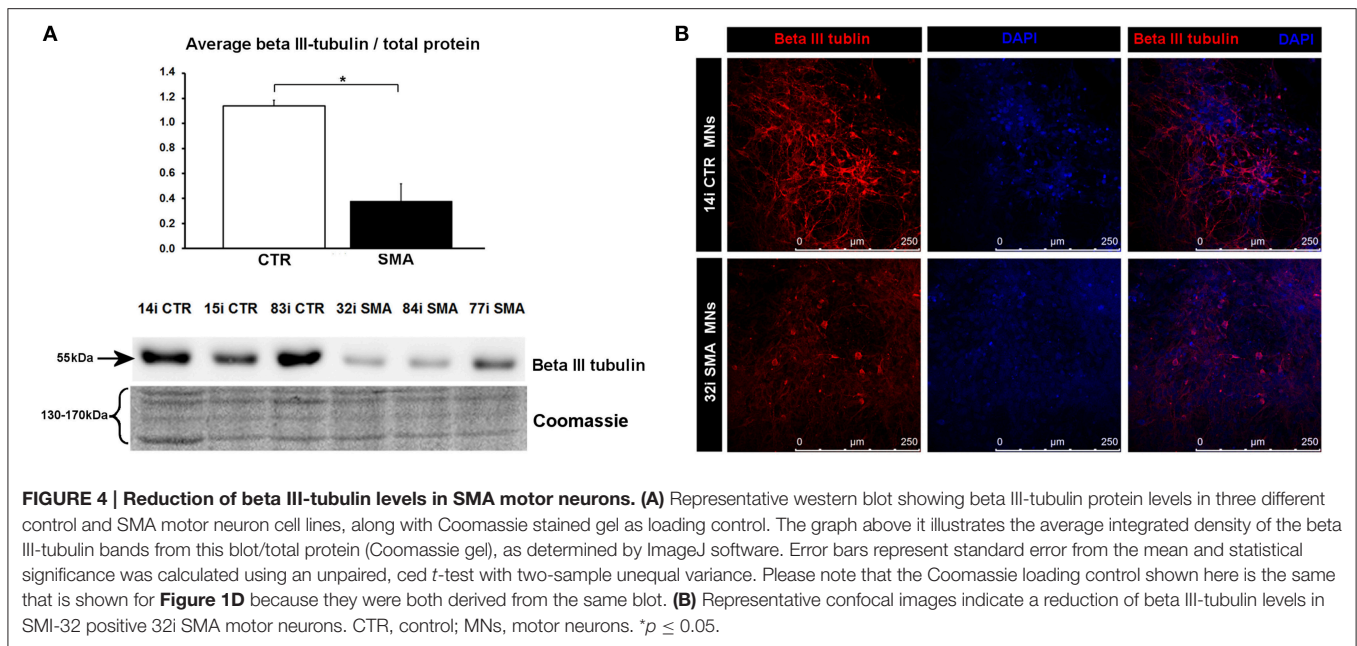 A
Average beta III-tubulin / total protein
1.4
1.2
1.0
0.8
0.6
0.4
0.2
0.0
*
CTR
SMA
14i CTR 15i CTR 83i CTR 32i SMA 84i SMA 77i SMA
55kDa
Beta III tubulin
130-170kDa
Coomassie
B
Beta III tublin
DAPI
Beta III tubulin DAPI
14i CTR MNs
0 µm 250
0 µm 250
0 µm 250
32i SMA MNs
0 µm 250
0 µm 250
0 µm 250
FIGURE 4 | Reduction of beta III-tubulin levels in SMA motor neurons. (A) Representative western blot showing beta III-tubulin protein levels in three different
control and SMA motor neuron cell lines, along with Coomassie stained gel as loading control. The graph above it illustrates the average integrated density of the beta
III-tubulin bands from this blot/total protein (Coomassie gel), as determined by ImageJ software. Error bars represent standard error from the mean and statistical
significance was calculated using an unpaired, ced t-test with two-sample unequal variance. Please note that the Coomassie loading control shown here is the same
that is shown for Figure 1D because they were both derived from the same blot. (B) Representative confocal images indicate a reduction of beta III-tubulin levels in
SMI-32 positive 32i SMA motor neurons. CTR, control; MNs, motor neurons. *p ≤ 0.05.